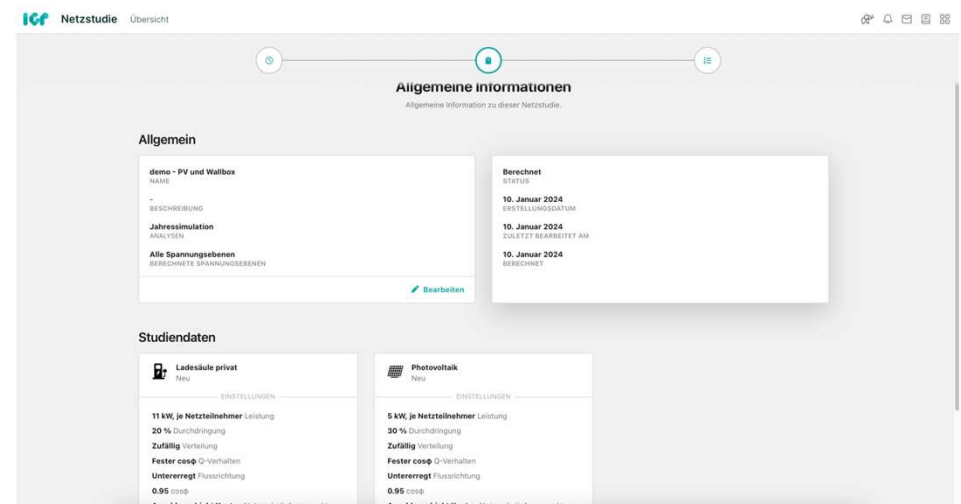 IGP Netzstudie Übersicht
Allgemeine Informationen
Allgemeine Information zu dieser Netzstudie.
Allgemein
demo - PV und Wallbox
NAME
-
BESCHREIBUNG
Jahressimulation
ANALYSEN
Alle Spannungsebenen
BERECHNETE SPANNUNGSEBENEN
Bearbeiten
Berechnet
STATUS
10. Januar 2024
ERSTELLUNGSDATUM
10. Januar 2024
ZULETZT BEARBEITET AM
10. Januar 2024
BERECHNET
Studiendaten
Ladesäule privat
Neu
EINSTELLUNGEN
11 kW, je Netzteilnehmer Leistung
20 % Durchdringung
Zufällig Verteilung
Fester cosφ Q-Verhalten
Untererregt Flussrichtung
0.95 cosφ
Photovoltaik
Neu
EINSTELLUNGEN
5 kW, je Netzteilnehmer Leistung
30 % Durchdringung
Zufällig Verteilung
Fester cosφ Q-Verhalten
Untererregt Flussrichtung
0.95 cosφ